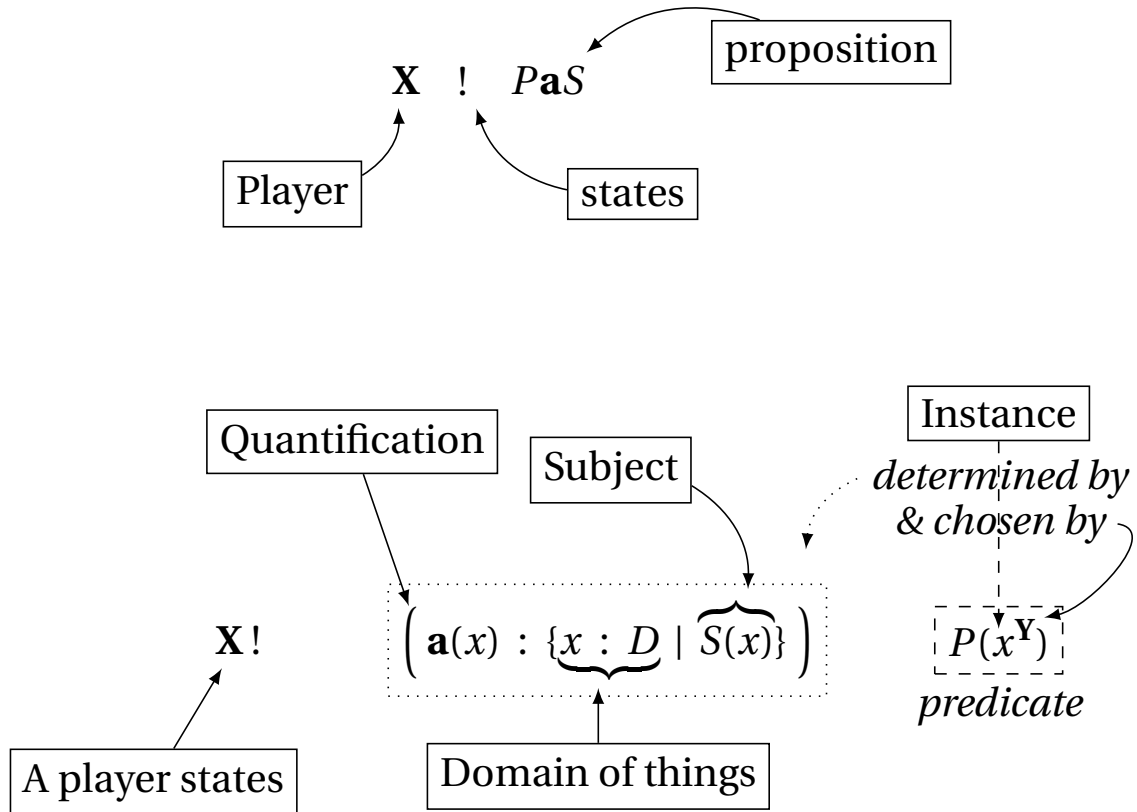 proposition
X ! PaS
Player
states
Instance
Quantification
Subject
determined by
& chosen by
X! ( a(x) : {x : D | S(x)} ) P(x^Y)
predicate
A player states
Domain of things